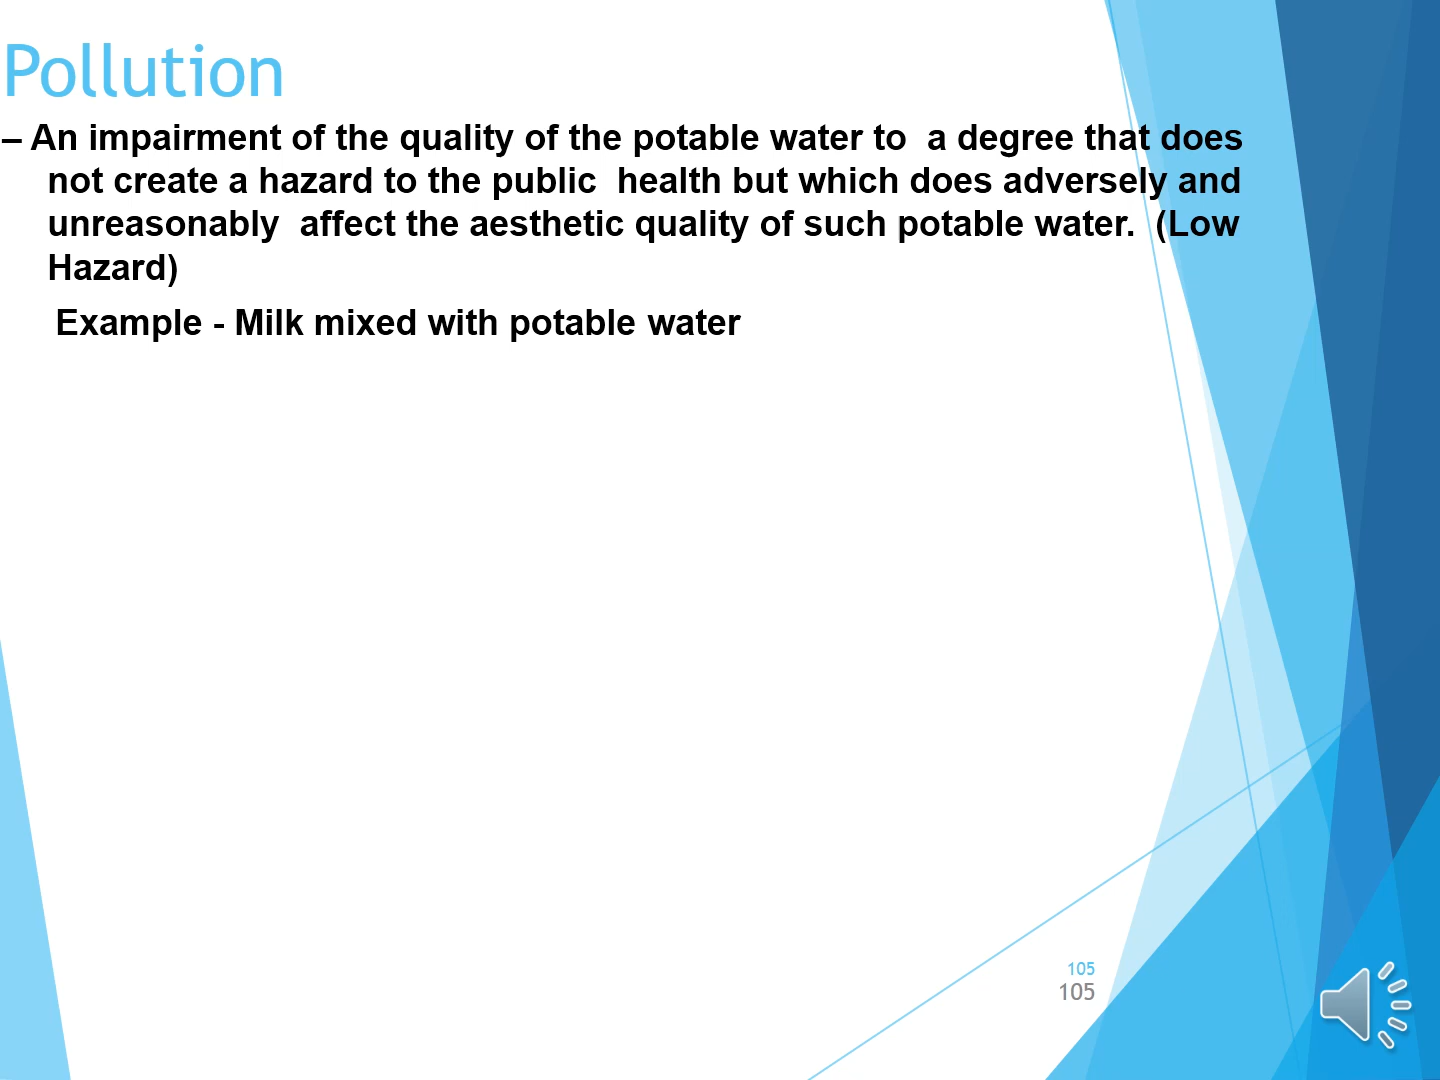 Pollution
– An impairment of the quality of the potable water to  a degree that does
not create a hazard to the public  health but which does adversely and
unreasonably  affect the aesthetic quality of such potable water.  (Low
Hazard)
Example - Milk mixed with potable water
105
105